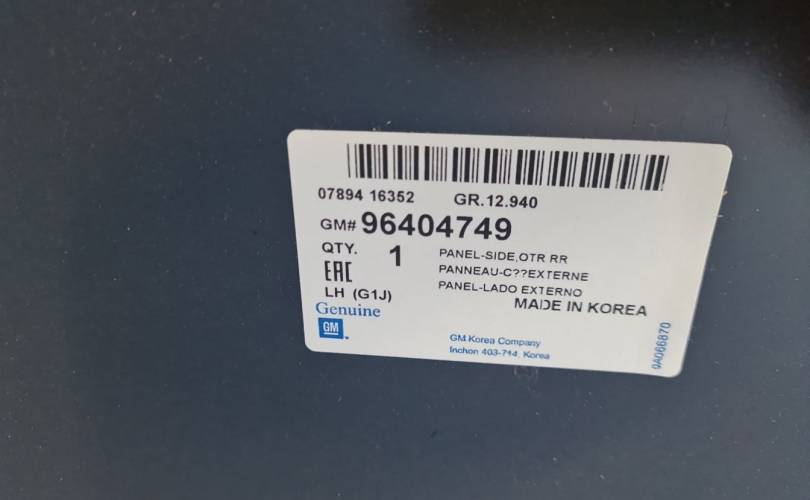 07894 16352 GR.12.940
GM# 96404749
QTY. 1 PANEL-SIDE,OTR RR
EAC PANNEAU-C??EXTERNE
LH (G1J) PANEL-LADO EXTERNO
MADE IN KOREA
Genuine
GM
GM Korea Company
Inchon 403-714, Korea
9A066870